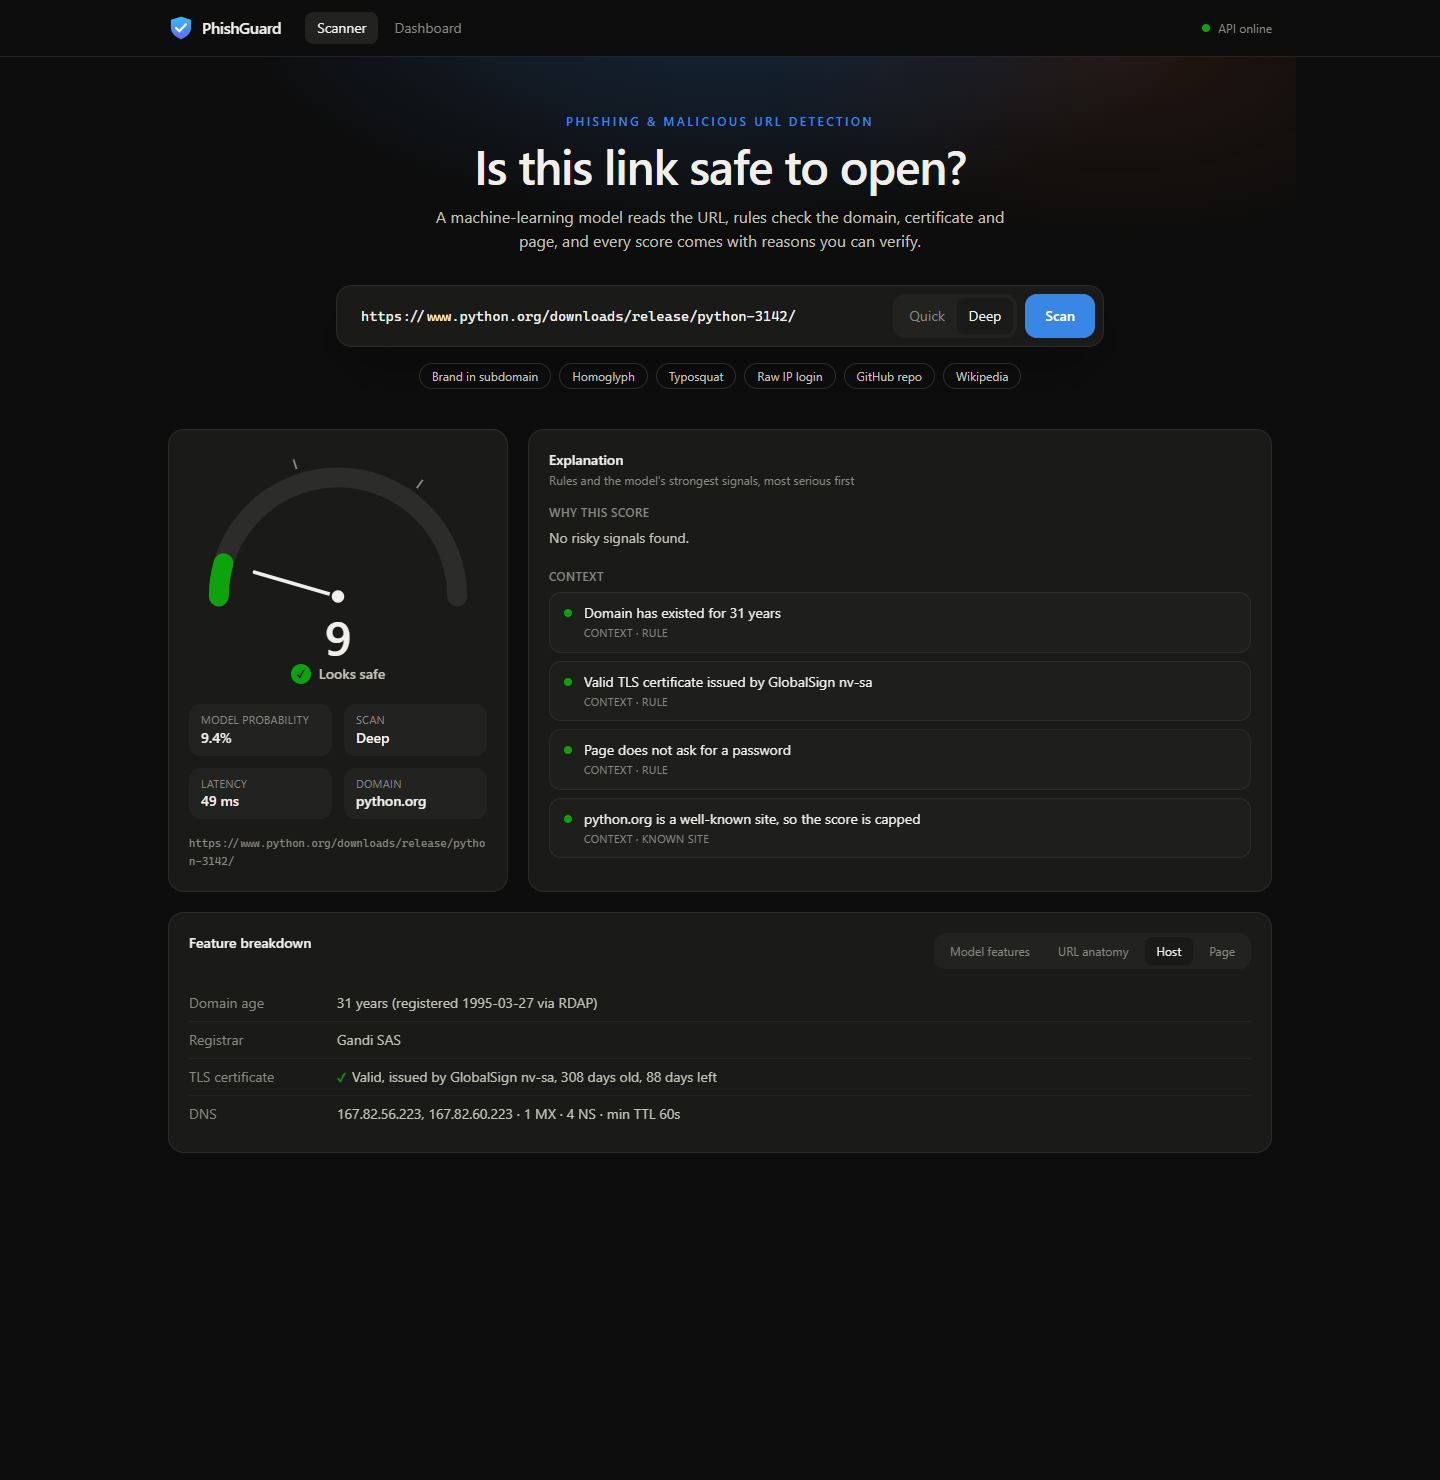 PhishGuard
Scanner
Dashboard
API online
PHISHING & MALICIOUS URL DETECTION
Is this link safe to open?
A machine-learning model reads the URL, rules check the domain, certificate and
page, and every score comes with reasons you can verify.
https://www.python.org/downloads/release/python-3142/
Quick
Deep
Scan
Brand in subdomain
Homoglyph
Typosquat
Raw IP login
GitHub repo
Wikipedia
9
✓ Looks safe
MODEL PROBABILITY
9.4%
SCAN
Deep
LATENCY
49 ms
DOMAIN
python.org
https://www.python.org/downloads/release/pytho
n-3142/
Explanation
Rules and the model's strongest signals, most serious first
WHY THIS SCORE
No risky signals found.
CONTEXT
Domain has existed for 31 years
CONTEXT · RULE
Valid TLS certificate issued by GlobalSign nv-sa
CONTEXT · RULE
Page does not ask for a password
CONTEXT · RULE
python.org is a well-known site, so the score is capped
CONTEXT · KNOWN SITE
Feature breakdown
Model features
URL anatomy
Host
Page
Domain age
31 years (registered 1995-03-27 via RDAP)
Registrar
Gandi SAS
TLS certificate
✓ Valid, issued by GlobalSign nv-sa, 308 days old, 88 days left
DNS
167.82.56.223, 167.82.60.223 · 1 MX · 4 NS · min TTL 60s